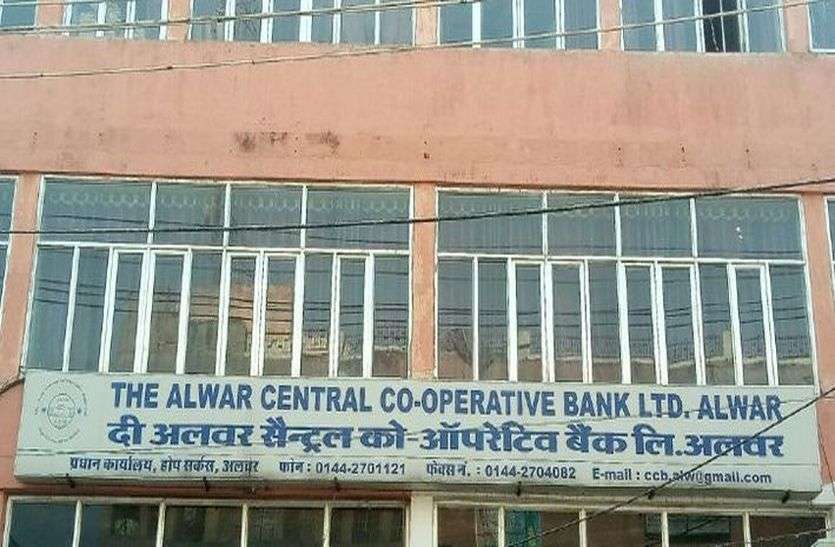 THE ALWAR CENTRAL CO-OPERATIVE BANK LTD. ALWAR
दी अलवर सैन्ट्रल को-ऑपरेटिव बैंक लि.अलवर
प्रधान कार्यालय, होप सर्कस, अलवर फोन : 0144-2701121 फेक्स नं. : 0144-2704082 E-mail : ccb.alw@gmail.com